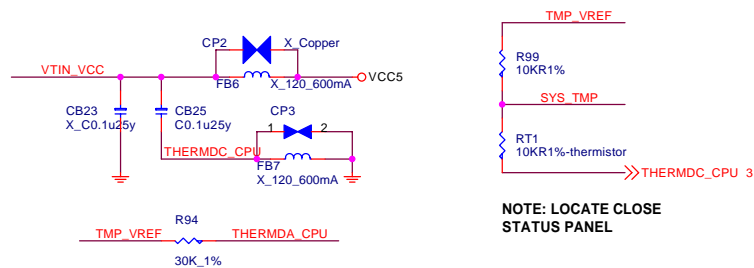 CP2
X_Copper
VTIN_VCC
VCC5
FB6
X_120_600mA
CB23
X_C0.1u25y
CB25
C0.1u25y
CP3
1
2
THERMDC_CPU
FB7
X_120_600mA
R94
TMP_VREF
THERMDA_CPU
30K_1%
TMP_VREF
R99
10KR1%
SYS_TMP
RT1
10KR1%-thermistor
THERMDC_CPU 3
NOTE: LOCATE CLOSE
STATUS PANEL